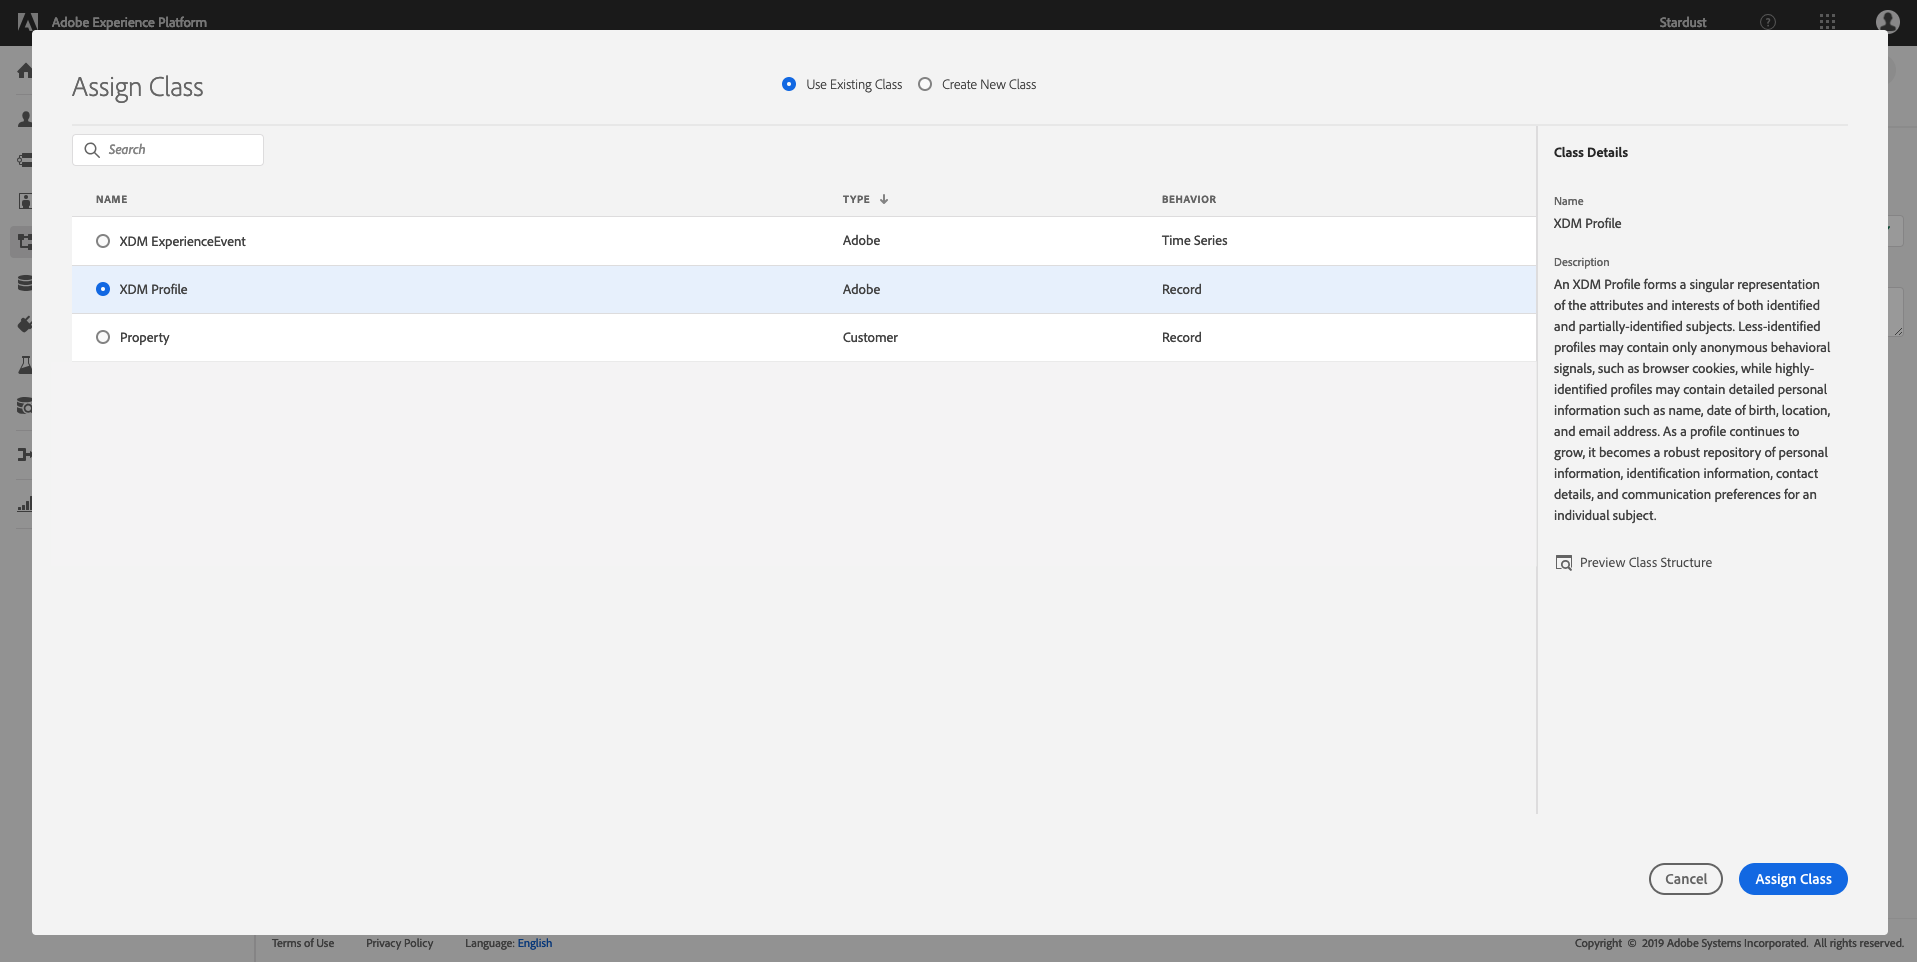 Adobe Experience Platform
Stardust
Assign Class
Use Existing Class
Create New Class
Search
NAME
TYPE
BEHAVIOR
XDM ExperienceEvent
Adobe
Time Series
XDM Profile
Adobe
Record
Property
Customer
Record
Class Details
Name
XDM Profile
Description
An XDM Profile forms a singular representation
of the attributes and interests of both identified
and partially-identified subjects. Less-identified
profiles may contain only anonymous behavioral
signals, such as browser cookies, while highly-
identified profiles may contain detailed personal
information such as name, date of birth, location,
and email address. As a profile continues to
grow, it becomes a robust repository of personal
information, identification information, contact
details, and communication preferences for an
individual subject.
Preview Class Structure
Cancel
Assign Class
Terms of Use
Privacy Policy
Language: English
Copyright © 2019 Adobe Systems Incorporated. All rights reserved.